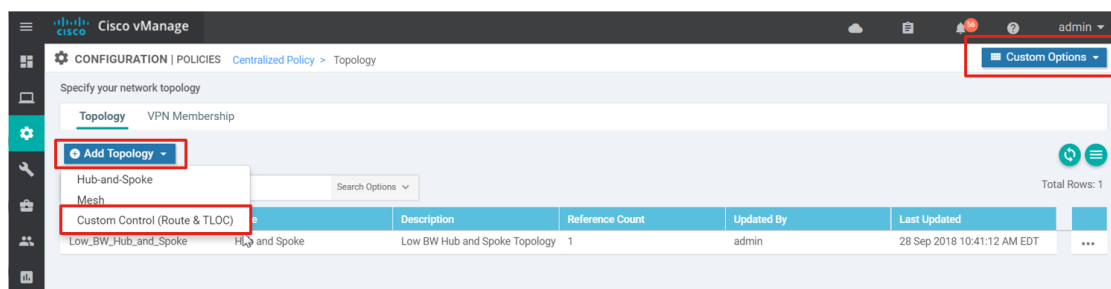 cisco Cisco vManage 56 admin
CONFIGURATION | POLICIES Centralized Policy > Topology Custom Options
Specify your network topology
Topology VPN Membership
Add Topology
Hub-and-Spoke
Search Options Total Rows: 1
Mesh
Custom Control (Route & TLOC) Description Reference Count Updated By Last Updated
Low_BW_Hub_and_Spoke Hub and Spoke Low BW Hub and Spoke Topology 1 admin 28 Sep 2018 10:41:12 AM EDT